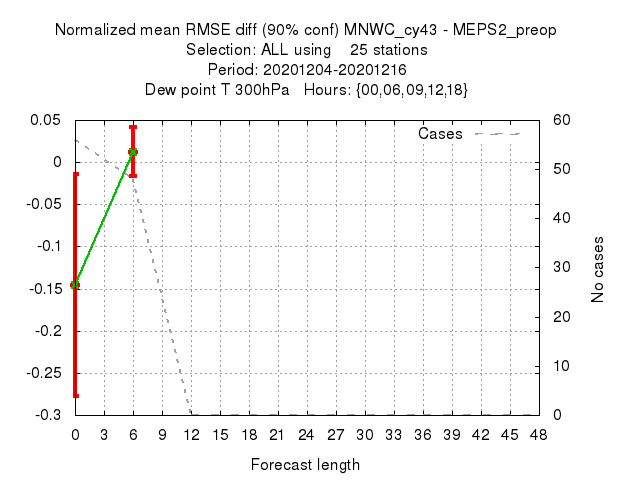 Normalized mean RMSE diff (90% conf) MNWC_cy43 - MEPS2_preop
Selection: ALL using 25 stations
Period: 20201204-20201216
Dew point T 300hPa Hours: {00,06,09,12,18}
Cases
0.05
0
-0.05
-0.1
-0.15
-0.2
-0.25
-0.3
60
50
40
30
20
10
0
No cases
0 3 6 9 12 15 18 21 24 27 30 33 36 39 42 45 48
Forecast length